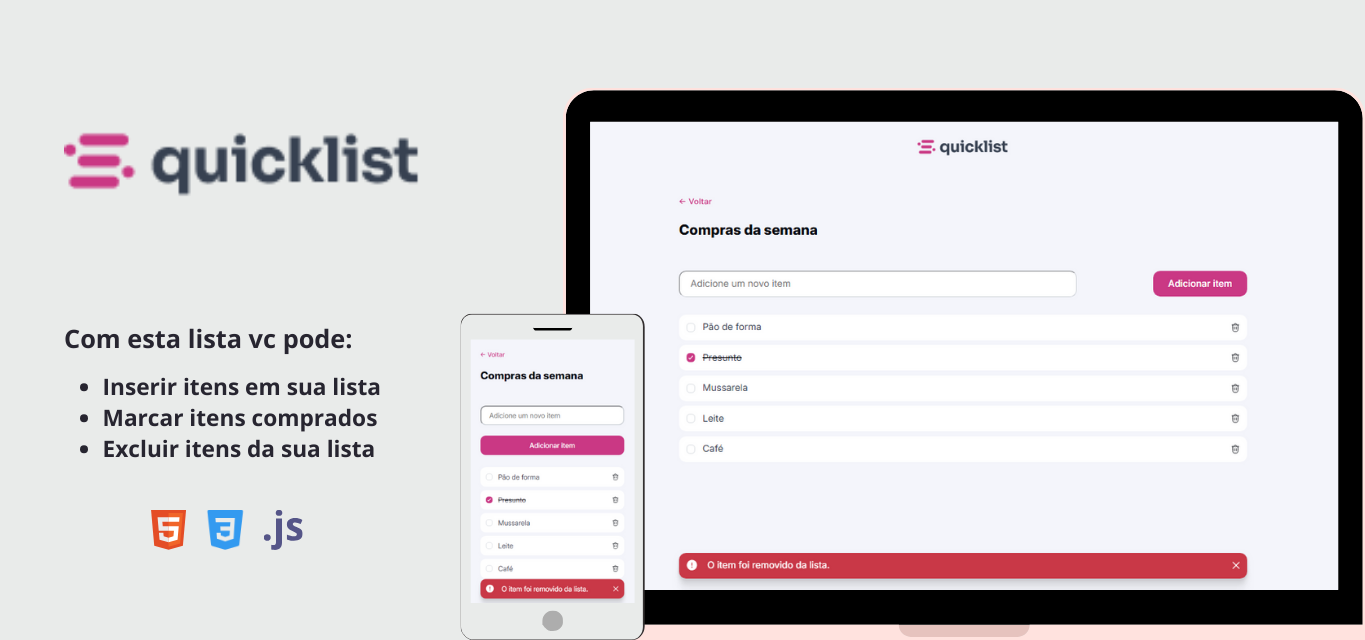 quicklist
Com esta lista vc pode:
Inserir itens em sua lista
Marcar itens comprados
Excluir itens da sua lista
5 3 .js
← Voltar
Compras da semana
Adicione um novo item
Adicionar item
Pão de forma
Presunto
Mussarela
Leite
Café
O item foi removido da lista.
quicklist
← Voltar
Compras da semana
Adicione um novo item
Adicionar item
Pão de forma
Presunto
Mussarela
Leite
Café
O item foi removido da lista.